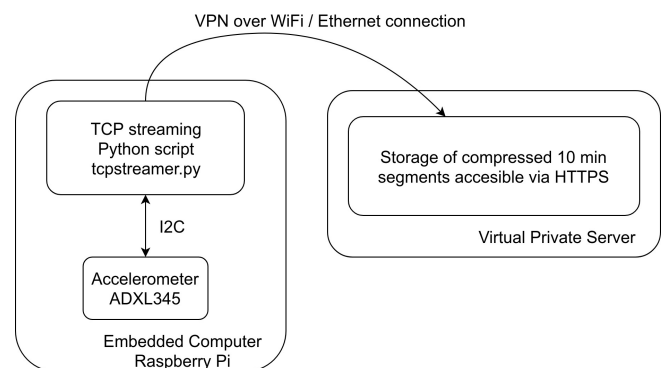 VPN over WiFi / Ethernet connection
TCP streaming
Python script
tcpstreamer.py
I2C
Accelerometer
ADXL345
Embedded Computer
Raspberry Pi
Storage of compressed 10 min
segments accesible via HTTPS
Virtual Private Server